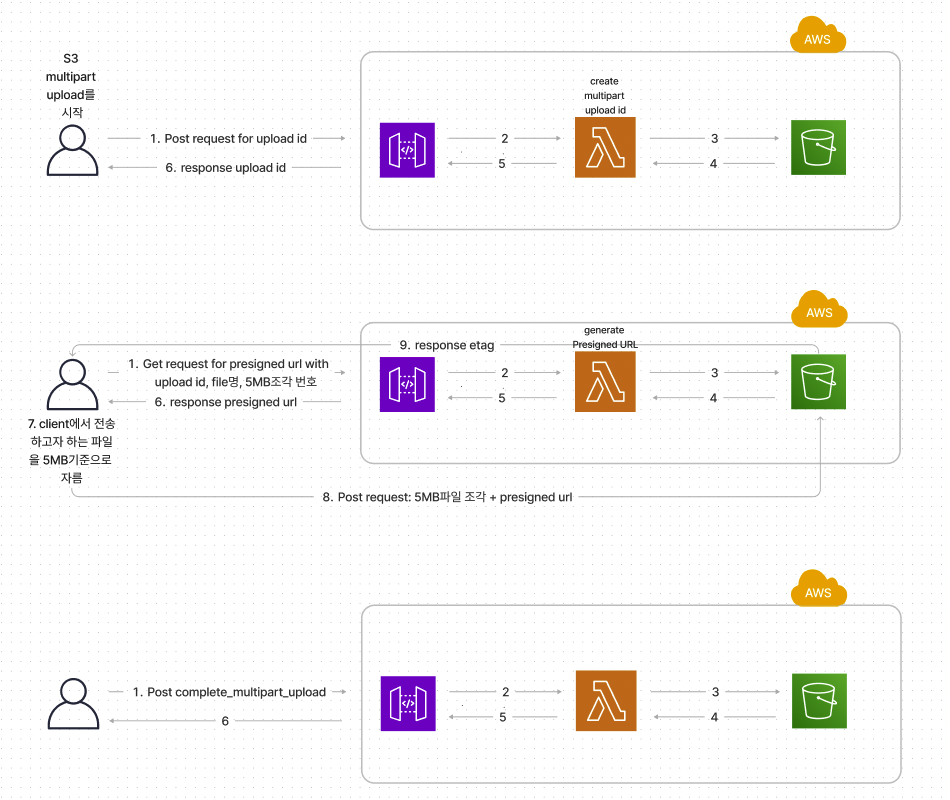 AWS
S3
multipart
upload를
시작
create
multipart
upload id
1. Post request for upload id
2
3
6. response upload id
5
4
AWS
generate
Presigned URL
9. response etag
1. Get request for presigned url with
upload id, file명, 5MB조각 번호
2
3
6. response presigned url
5
4
7. client에서 전송
하고자 하는 파일
을 5MB기준으로
자름
8. Post request: 5MB파일 조각 + presigned url
AWS
1. Post complete_multipart_upload
2
3
6
5
4